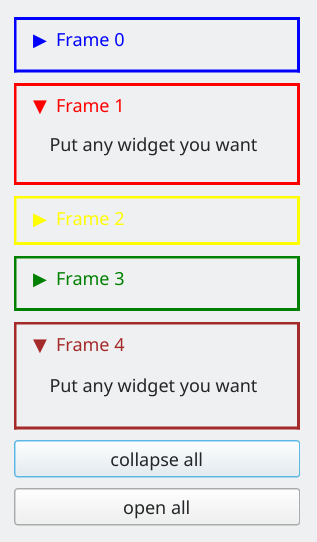 ▶ Frame 0
▼ Frame 1
Put any widget you want
▶ Frame 2
▶ Frame 3
▼ Frame 4
Put any widget you want
collapse all
open all